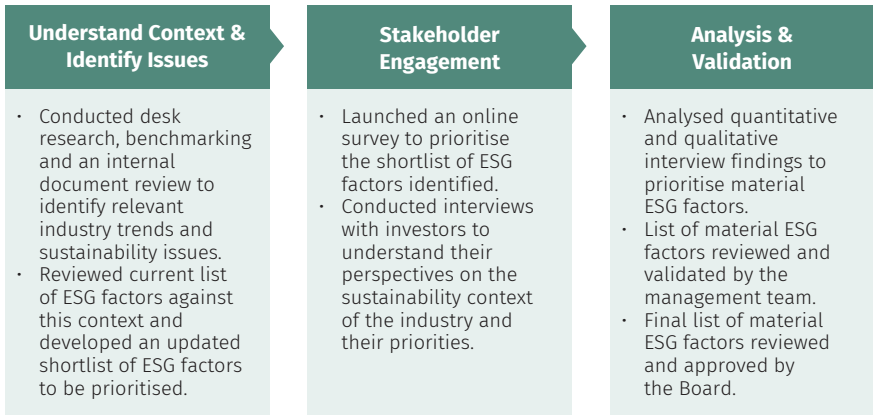 Understand Context &
Identify Issues
· Conducted desk
research, benchmarking
and an internal
document review to
identify relevant
industry trends and
sustainability issues.
· Reviewed current list
of ESG factors against
this context and
developed an updated
shortlist of ESG factors
to be prioritised.
Stakeholder
Engagement
· Launched an online
survey to prioritise
the shortlist of ESG
factors identified.
· Conducted interviews
with investors to
understand their
perspectives on the
sustainability context
of the industry and
their priorities.
Analysis &
Validation
· Analysed quantitative
and qualitative
interview findings to
prioritise material
ESG factors.
· List of material ESG
factors reviewed and
validated by the
management team.
· Final list of material
ESG factors reviewed
and approved by
the Board.